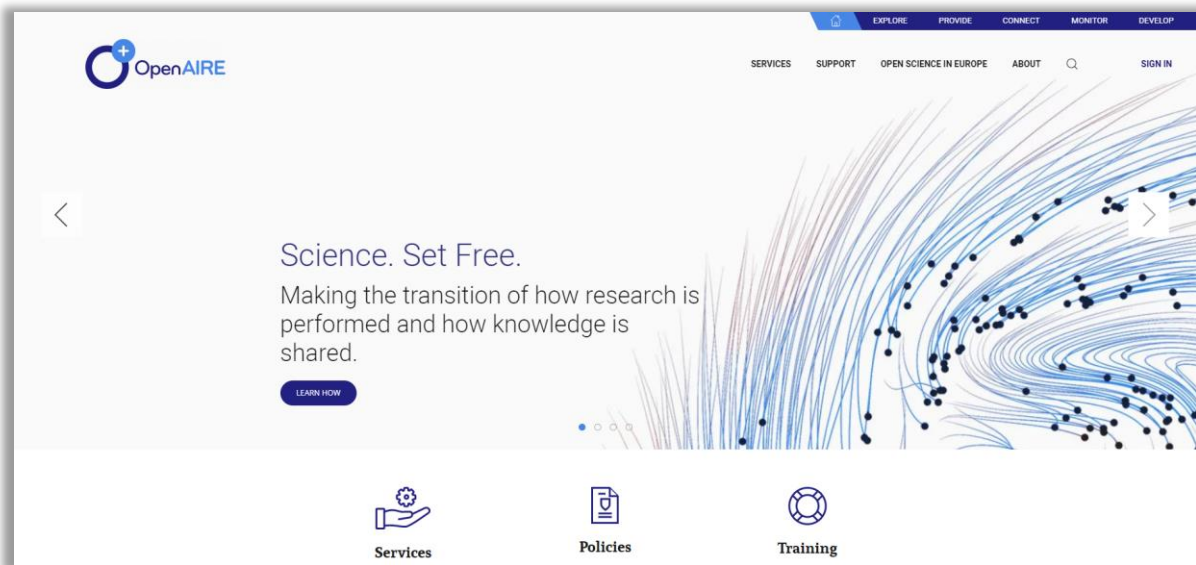 EXPLORE PROVIDE CONNECT MONITOR DEVELOP
OpenAIRE
SERVICES SUPPORT OPEN SCIENCE IN EUROPE ABOUT SIGN IN
Science. Set Free.
Making the transition of how research is
performed and how knowledge is
shared.
LEARN HOW
Services Policies Training